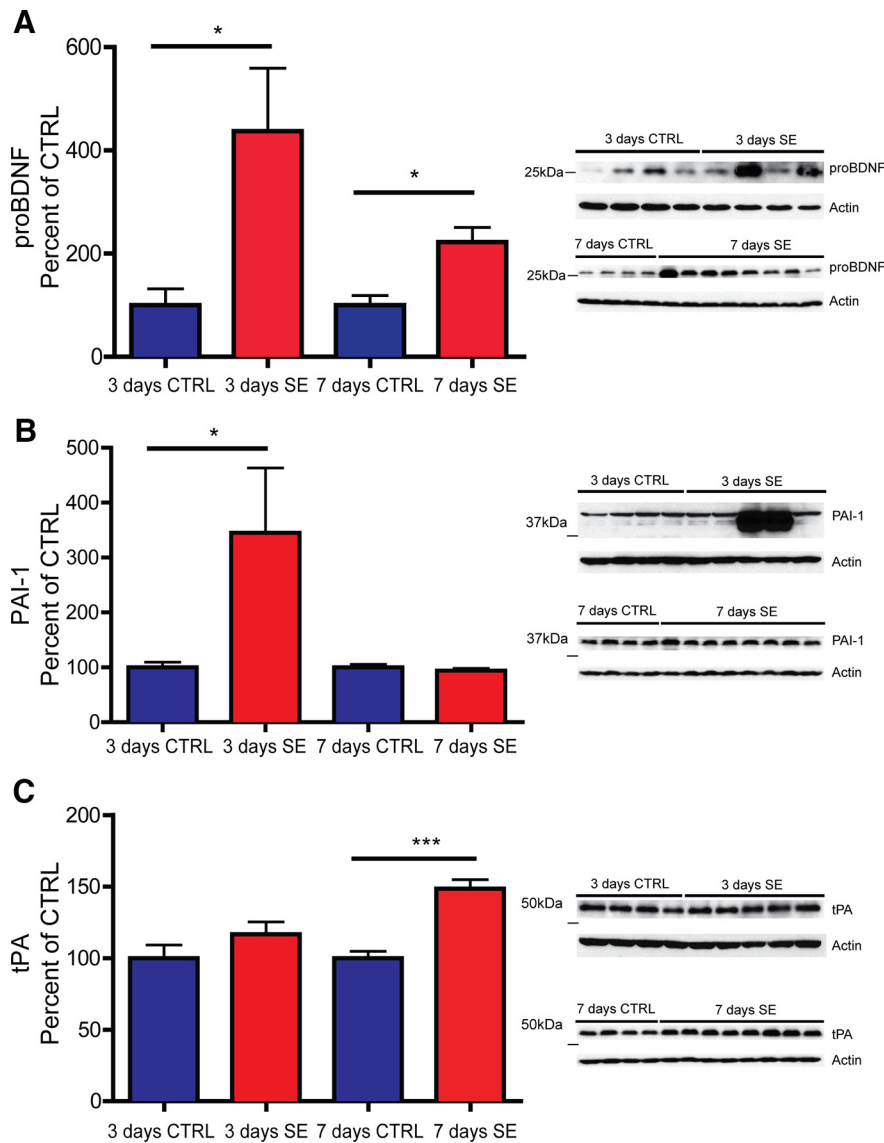 A
proBDNF
Percent of CTRL
600
400
200
0
*
*
3 days CTRL 3 days SE 7 days CTRL 7 days SE
3 days CTRL 3 days SE
25kDa
proBDNF
Actin
7 days CTRL 7 days SE
25kDa
proBDNF
Actin
B
PAI-1
Percent of CTRL
500
400
300
200
100
0
*
3 days CTRL 3 days SE 7 days CTRL 7 days SE
3 days CTRL 3 days SE
37kDa
PAI-1
Actin
7 days CTRL 7 days SE
37kDa
PAI-1
Actin
C
tPA
Percent of CTRL
200
150
100
50
0
***
3 days CTRL 3 days SE 7 days CTRL 7 days SE
3 days CTRL 3 days SE
50kDa
tPA
Actin
7 days CTRL 7 days SE
50kDa
tPA
Actin